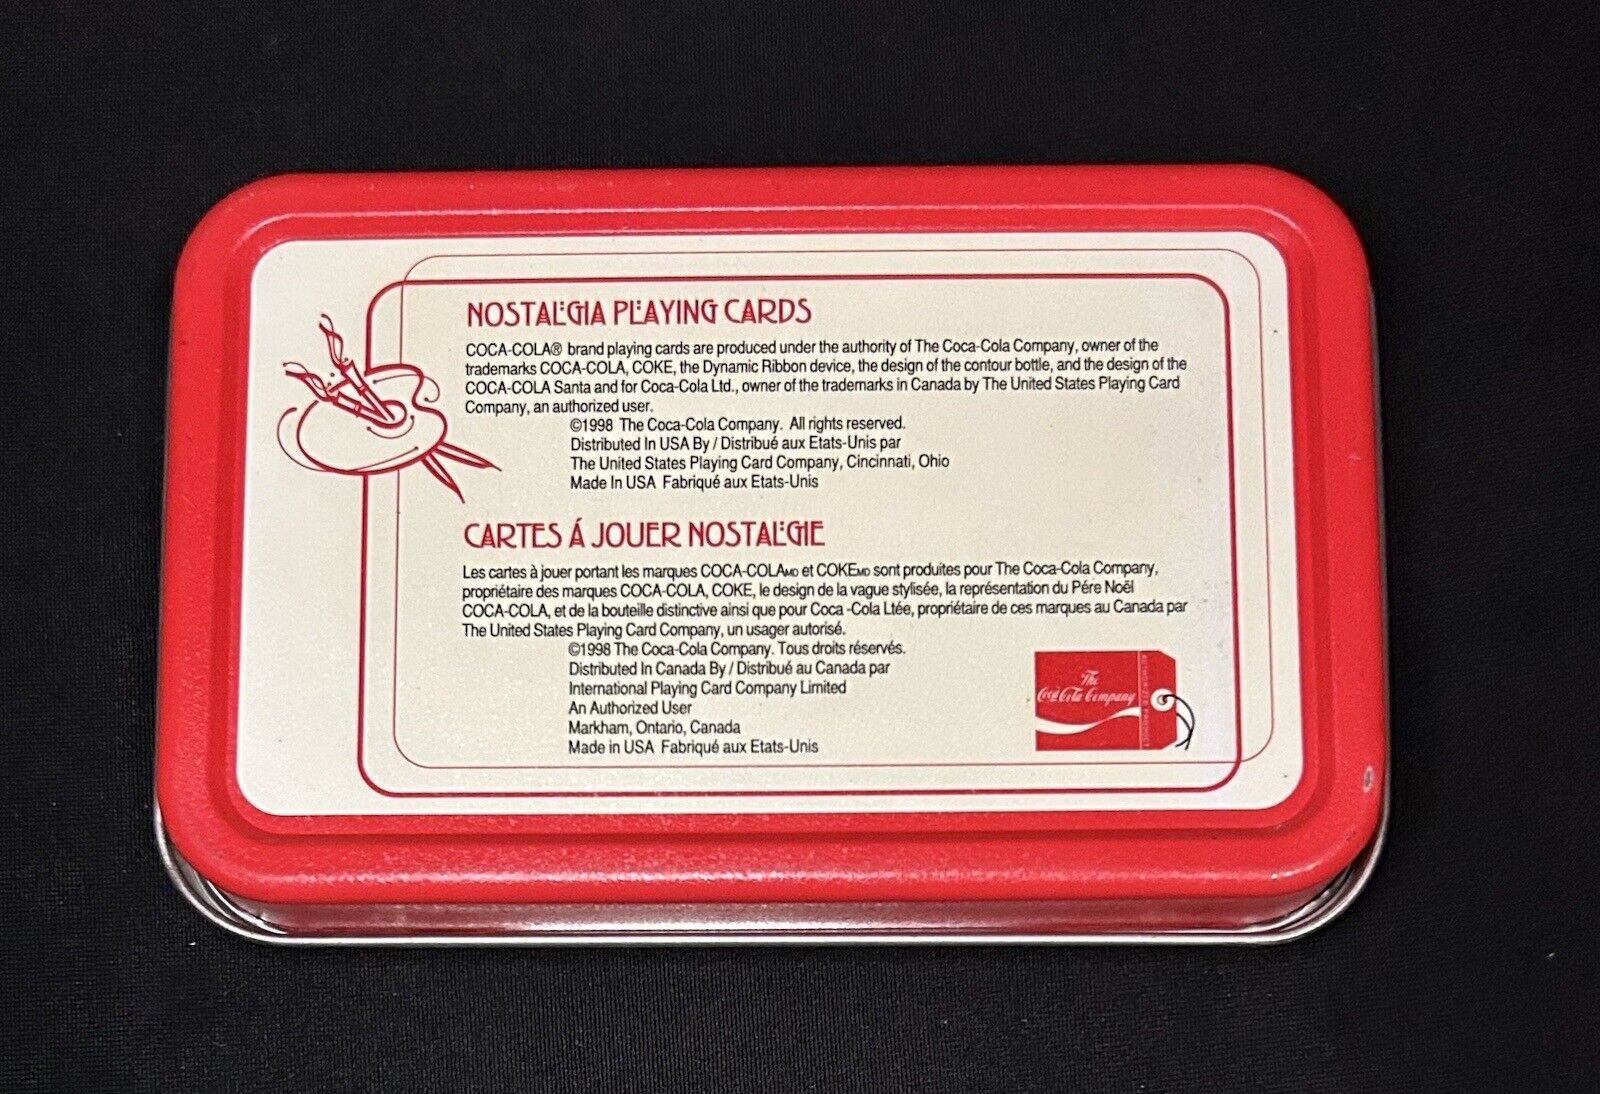 NOSTALGIA PLAYING CARDS
COCA-COLA® brand playing cards are produced under the authority of The Coca-Cola Company, owner of the
trademarks COCA-COLA, COKE, the Dynamic Ribbon device, the design of the contour bottle, and the design of the
COCA-COLA Santa and for Coca-Cola Ltd., owner of the trademarks in Canada by The United States Playing Card
Company, an authorized user.
©1998 The Coca-Cola Company. All rights reserved.
Distributed In USA By / Distribué aux Etats-Unis par
The United States Playing Card Company, Cincinnati, Ohio
Made In USA Fabriqué aux Etats-Unis
CARTES Á JOUER NOSTALGIE
Les cartes à jouer portant les marques COCA-COLAMD et COKEMD sont produites pour The Coca-Cola Company,
propriétaire des marques COCA-COLA, COKE, le design de la vague stylisée, la représentation du Pére Noël
COCA-COLA, et de la bouteille distinctive ainsi que pour Coca -Cola Ltée, propriétaire de ces marques au Canada par
The United States Playing Card Company, un usager autorisé.
©1998 The Coca-Cola Company. Tous droits réservés.
Distributed In Canada By / Distribué au Canada par
International Playing Card Company Limited
An Authorized User
Markham, Ontario, Canada
Made in USA Fabriqué aux Etats-Unis
The
Coca-Cola Company
AUTHORIZED PRODUCT